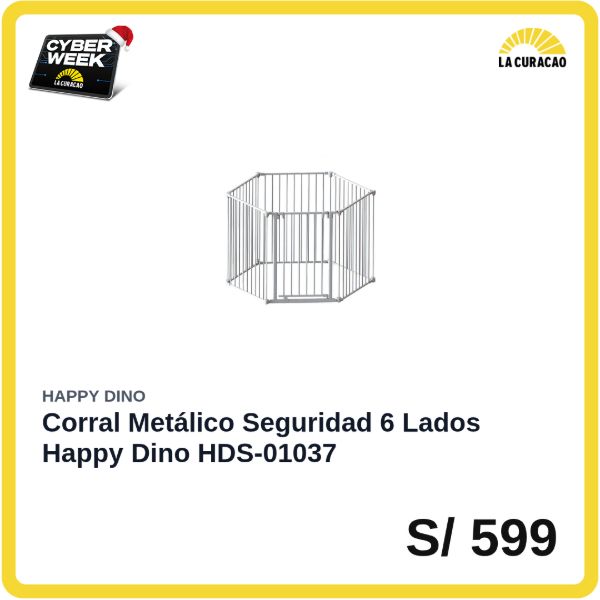 CYBER
WEEK
LA CURACAO
LA CURACAO
HAPPY DINO
Corral Metálico Seguridad 6 Lados
Happy Dino HDS-01037
S/ 599